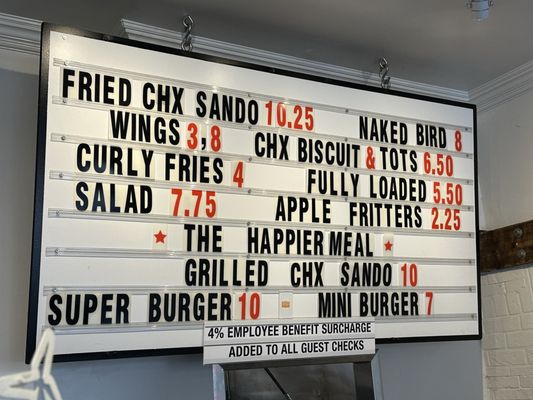 FRIED CHX SANDO 10.25
NAKED BIRD 8
WINGS 3,8
CHX BISCUIT & TOTS 6.50
CURLY FRIES 4
FULLY LOADED 5.50
SALAD 7.75
APPLE FRITTERS 2.25
★ THE HAPPIER MEAL ★
GRILLED CHX SANDO 10
SUPER BURGER 10
MINI BURGER 7
4% EMPLOYEE BENEFIT SURCHARGE
ADDED TO ALL GUEST CHECKS